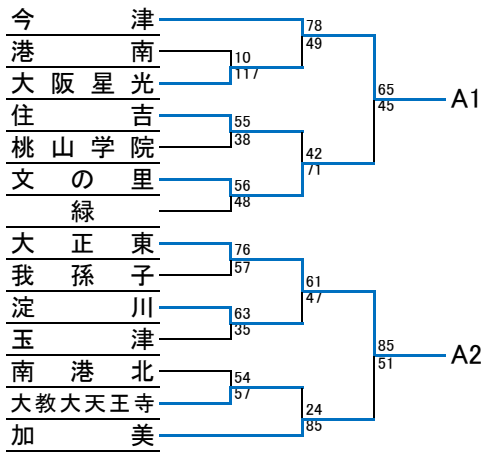 今津
78
港南
49
10
大阪星光
117
65
A1
45
住吉
55
桃山学院
38
42
文の里
71
56
緑
48
大正東
76
我孫子
57
61
淀川
47
63
玉津
35
85
A2
51
南港北
54
大教大天王寺
57
24
加美
85